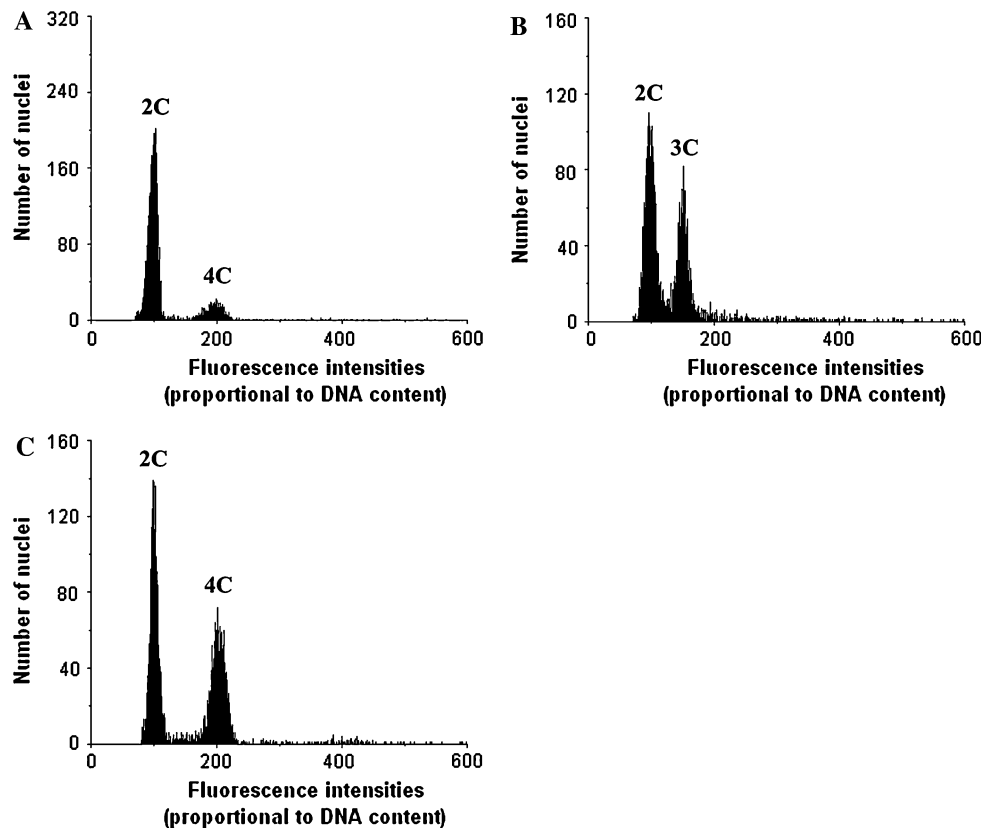 A
320
240
160
80
0
Number of nuclei
2C
4C
0 200 400 600
Fluorescence intensities
(proportional to DNA content)
B
160
120
80
40
0
Number of nuclei
2C
3C
0 200 400 600
Fluorescence intensities
(proportional to DNA content)
C
160
120
80
40
0
Number of nuclei
2C
4C
0 200 400 600
Fluorescence intensities
(proportional to DNA content)